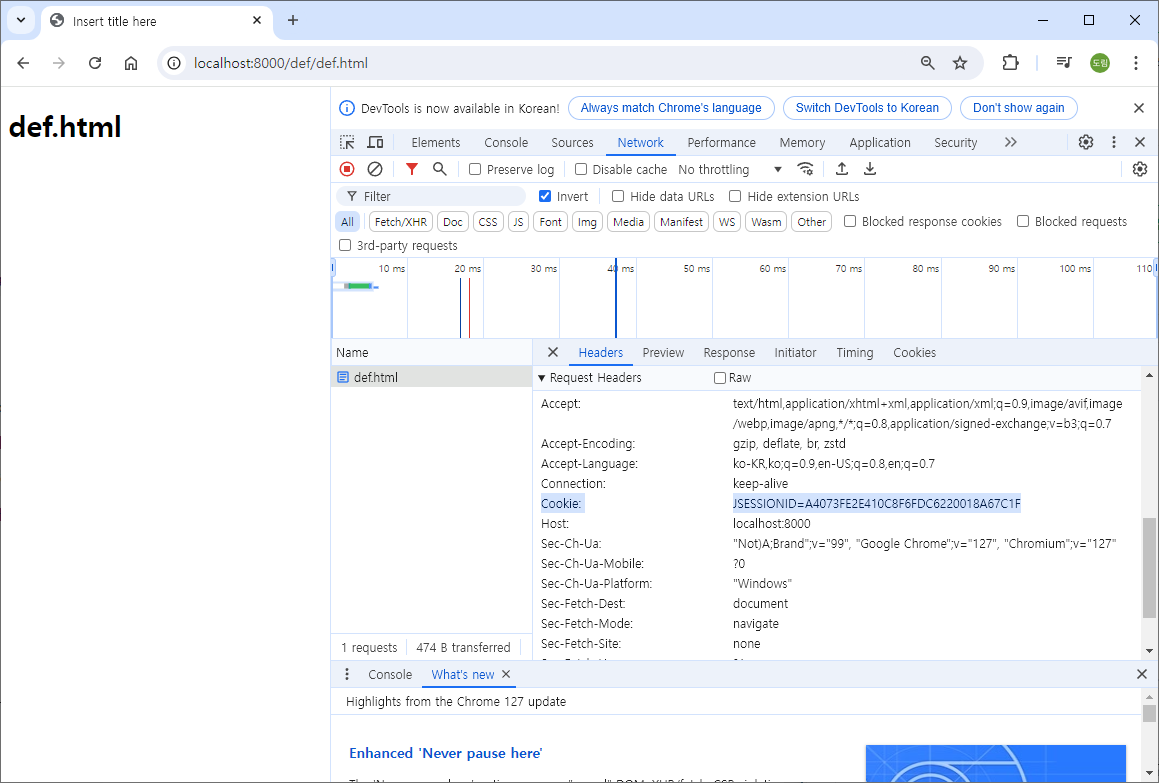 Insert title here
localhost:8000/def/def.html
도림
def.html
DevTools is now available in Korean! Always match Chrome's language Switch DevTools to Korean Don't show again
Elements Console Sources Network Performance Memory Application Security
Preserve log Disable cache No throttling
Filter Invert Hide data URLs Hide extension URLs
All Fetch/XHR Doc CSS JS Font Img Media Manifest WS Wasm Other Blocked response cookies Blocked requests
3rd-party requests
10 ms 20 ms 30 ms 40 ms 50 ms 60 ms 70 ms 80 ms 90 ms 100 ms 110
Name
Headers Preview Response Initiator Timing Cookies
def.html
Request Headers Raw
Accept: text/html,application/xhtml+xml,application/xml;q=0.9,image/avif,image
/webp,image/apng,*/*;q=0.8,application/signed-exchange;v=b3;q=0.7
Accept-Encoding: gzip, deflate, br, zstd
Accept-Language: ko-KR,ko;q=0.9,en-US;q=0.8,en;q=0.7
Connection: keep-alive
Cookie: JSESSIONID=A4073FE2E410C8F6FDC6220018A67C1F
Host: localhost:8000
Sec-Ch-Ua: "Not)A;Brand";v="99", "Google Chrome";v="127", "Chromium";v="127"
Sec-Ch-Ua-Mobile: ?0
Sec-Ch-Ua-Platform: "Windows"
Sec-Fetch-Dest: document
Sec-Fetch-Mode: navigate
Sec-Fetch-Site: none
1 requests 474 B transferred
Console What's new
Highlights from the Chrome 127 update
Enhanced 'Never pause here'